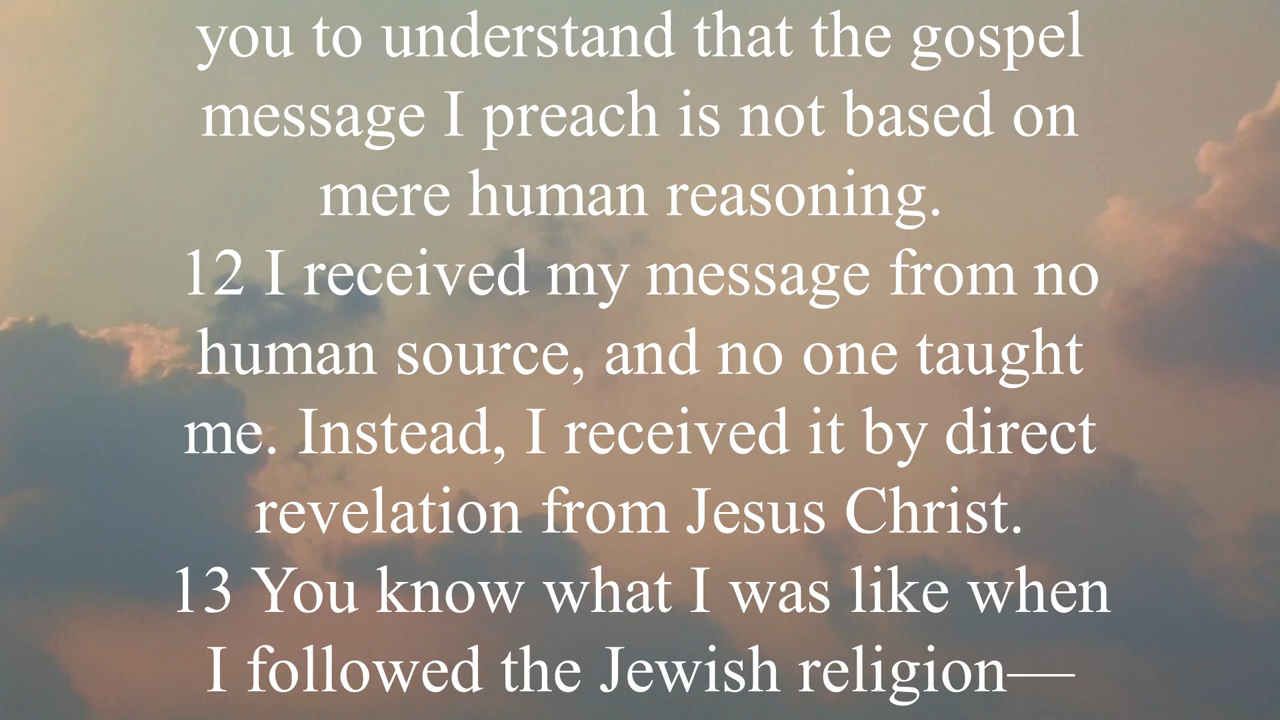 you to understand that the gospel
message I preach is not based on
mere human reasoning.
12 I received my message from no
human source, and no one taught
me. Instead, I received it by direct
revelation from Jesus Christ.
13 You know what I was like when
I followed the Jewish religion—